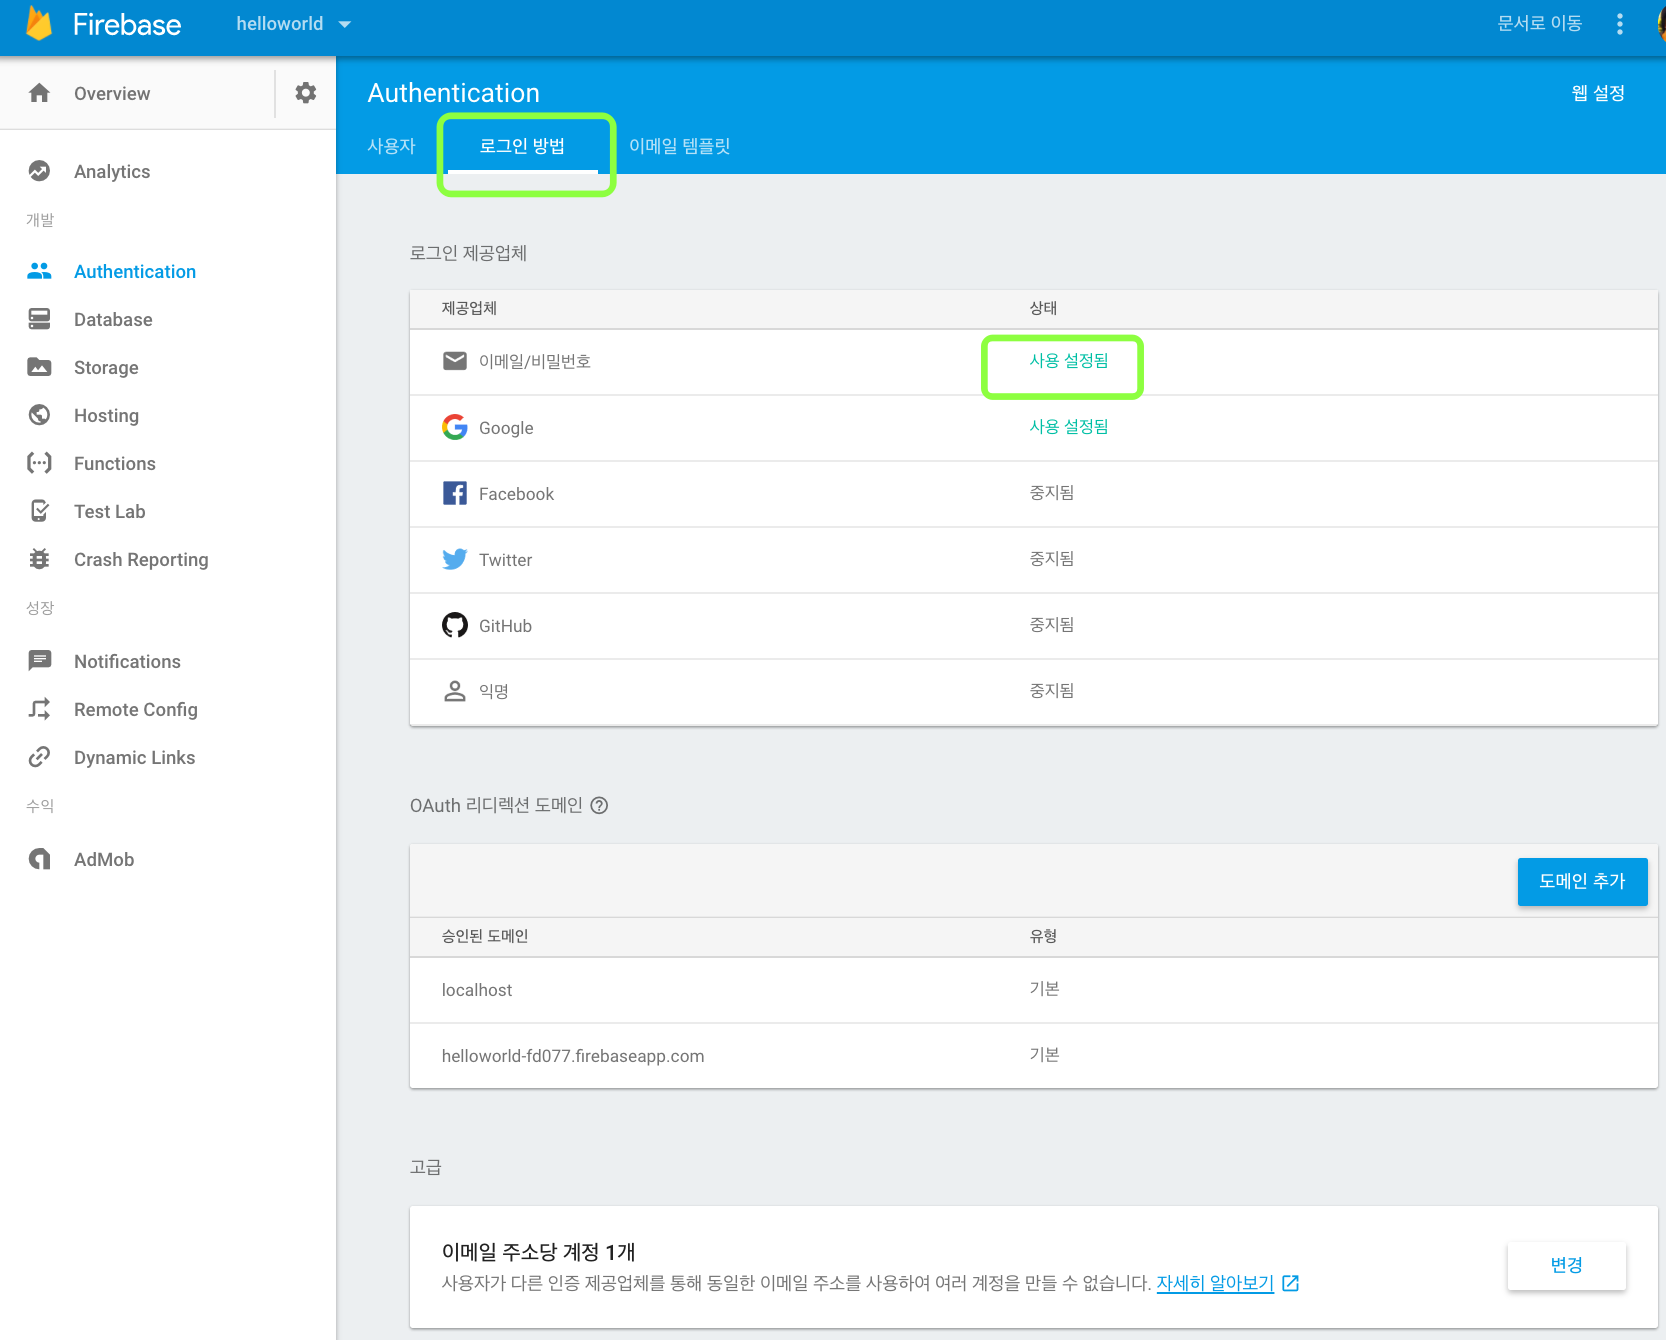 Firebase
helloworld
문서로 이동
Overview
Analytics
개발
Authentication
Database
Storage
Hosting
Functions
Test Lab
Crash Reporting
성장
Notifications
Remote Config
Dynamic Links
수익
AdMob
Authentication
웹 설정
사용자 로그인 방법 이메일 템플릿
로그인 제공업체
제공업체 상태
이메일/비밀번호 사용 설정됨
Google 사용 설정됨
Facebook 중지됨
Twitter 중지됨
GitHub 중지됨
익명 중지됨
OAuth 리디렉션 도메인
도메인 추가
승인된 도메인 유형
localhost 기본
helloworld-fd077.firebaseapp.com 기본
고급
이메일 주소당 계정 1개
사용자가 다른 인증 제공업체를 통해 동일한 이메일 주소를 사용하여 여러 계정을 만들 수 없습니다. 자세히 알아보기
변경